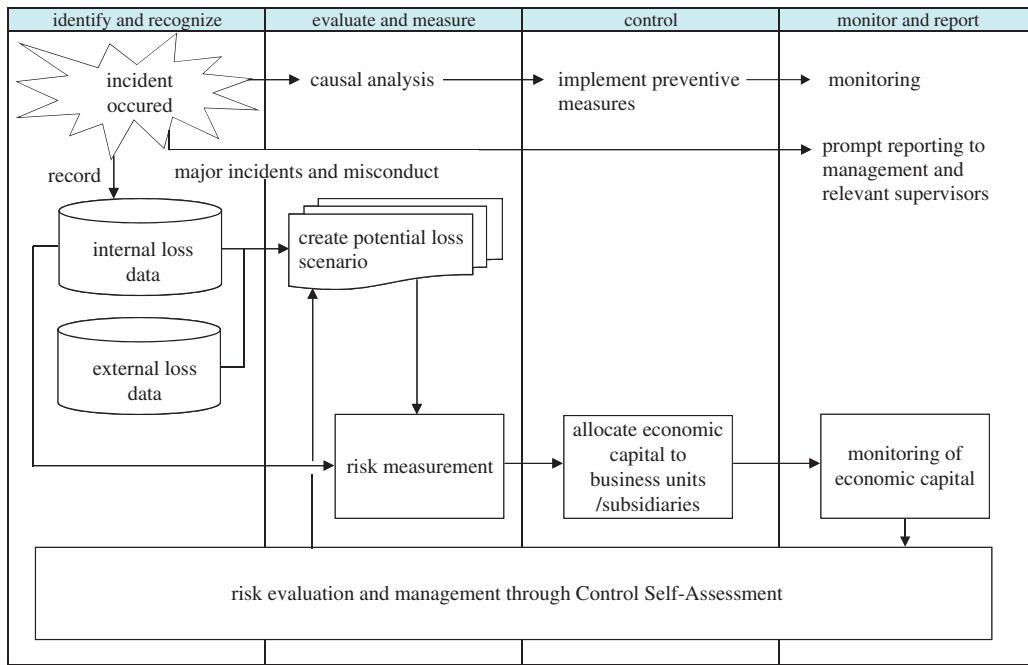 identify and recognize
evaluate and measure
control
monitor and report
incident
occured
causal analysis
implement preventive
measures
monitoring
prompt reporting to
management and
relevant supervisors
record
major incidents and misconduct
internal loss
data
create potential loss
scenario
external loss
data
risk measurement
allocate economic
capital to
business units
/subsidiaries
monitoring of
economic capital
risk evaluation and management through Control Self-Assessment